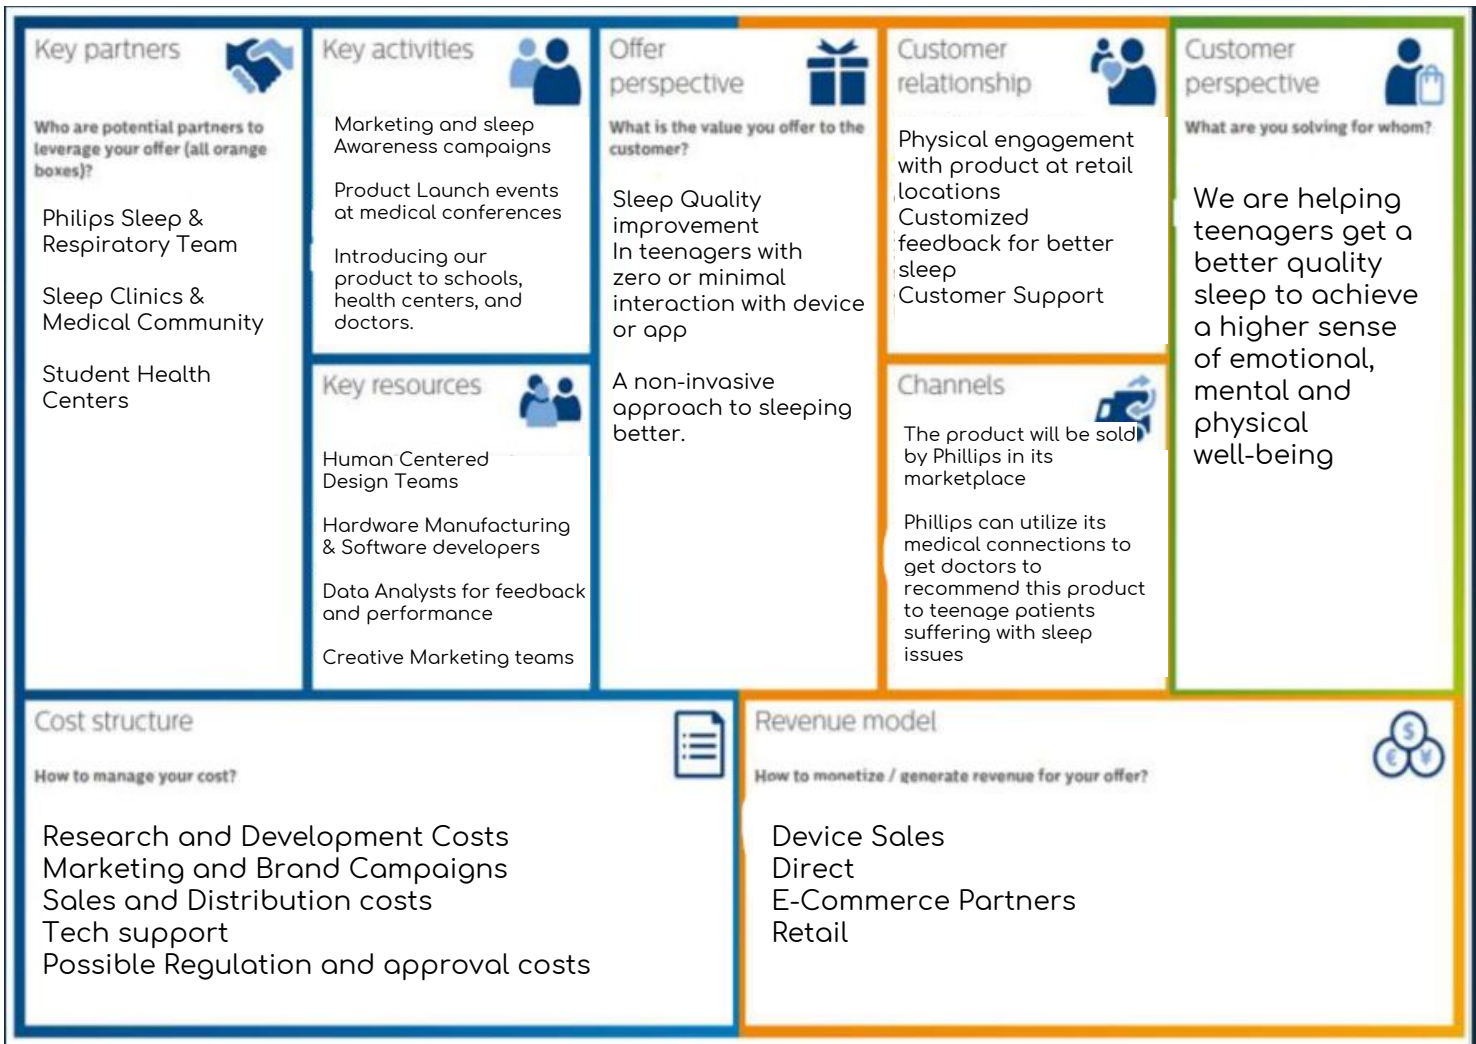 Key partners
Who are potential partners to
leverage your offer (all orange
boxes)?
Philips Sleep &
Respiratory Team
Sleep Clinics &
Medical Community
Student Health
Centers
Key activities
Marketing and sleep
Awareness campaigns
Product Launch events
at medical conferences
Introducing our
product to schools,
health centers, and
doctors.
Key resources
Human Centered
Design Teams
Hardware Manufacturing
& Software developers
Data Analysts for feedback
and performance
Creative Marketing teams
Offer
perspective
What is the value you offer to the
customer?
Sleep Quality
improvement
In teenagers with
zero or minimal
interaction with device
or app
A non-invasive
approach to sleeping
better.
Customer
relationship
Physical engagement
with product at retail
locations
Customized
feedback for better
sleep
Customer Support
Channels
The product will be sold
by Phillips in its
marketplace
Phillips can utilize its
medical connections to
get doctors to
recommend this product
to teenage patients
suffering with sleep
issues
Customer
perspective
What are you solving for whom?
We are helping
teenagers get a
better quality
sleep to achieve
a higher sense
of emotional,
mental and
physical
well-being
Cost structure
How to manage your cost?
Research and Development Costs
Marketing and Brand Campaigns
Sales and Distribution costs
Tech support
Possible Regulation and approval costs
Revenue model
$
€ ¥
How to monetize / generate revenue for your offer?
Device Sales
Direct
E-Commerce Partners
Retail